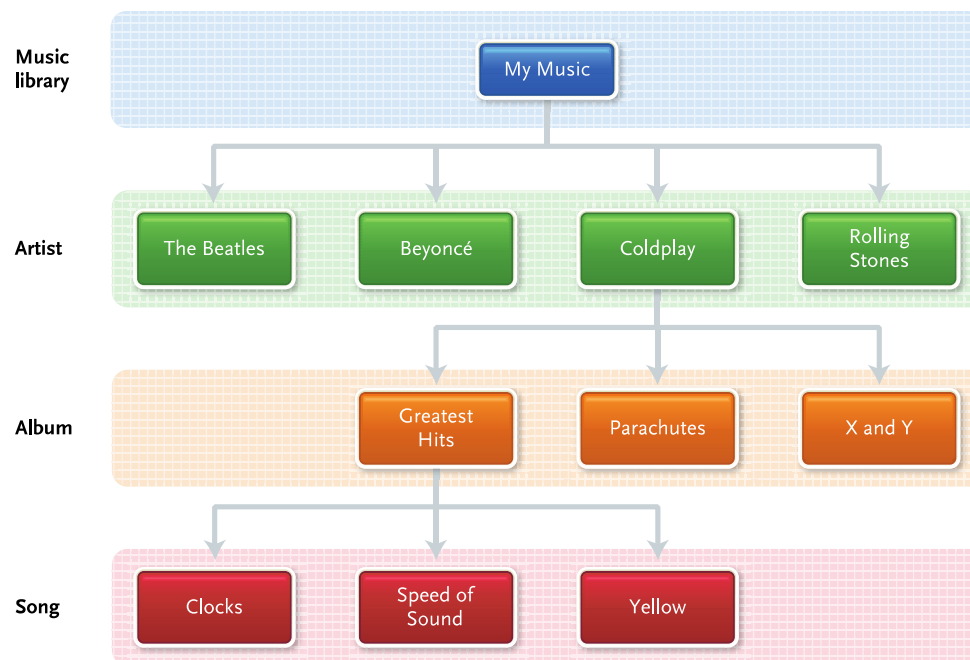 Music
library
My Music
Artist
The Beatles
Beyoncé
Coldplay
Rolling
Stones
Album
Greatest
Hits
Parachutes
X and Y
Song
Clocks
Speed of
Sound
Yellow